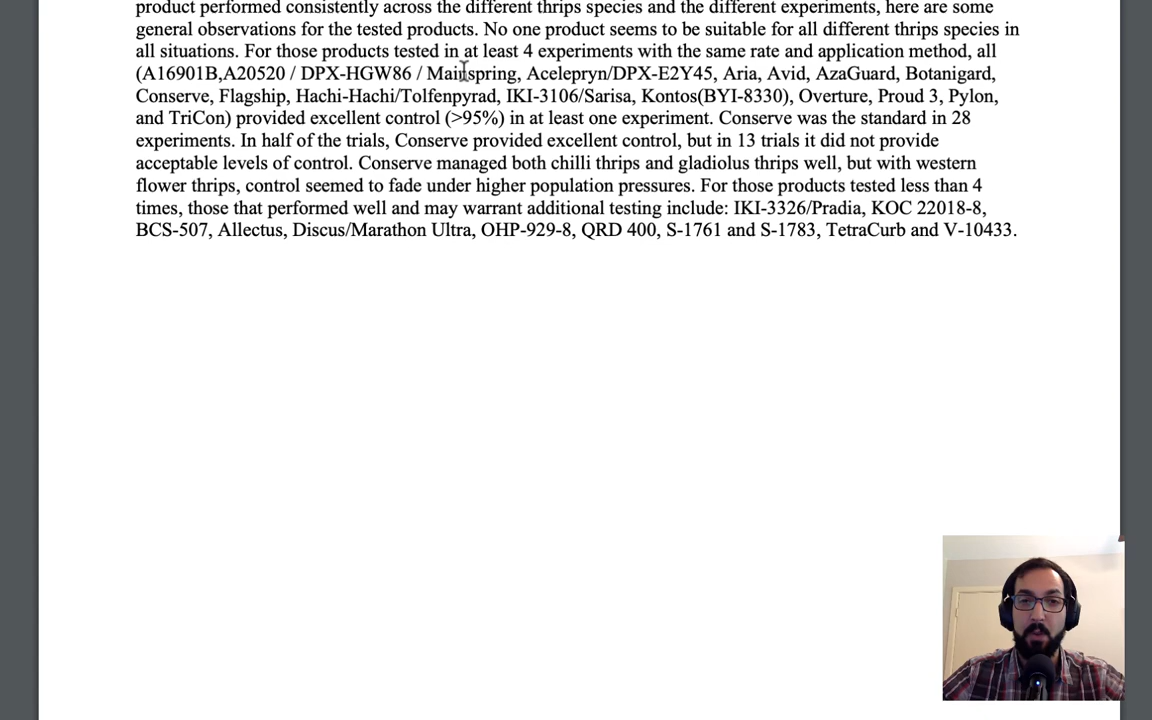 product performed consistently across the different thrips species and the different experiments, here are some
general observations for the tested products. No one product seems to be suitable for all different thrips species in
all situations. For those products tested in at least 4 experiments with the same rate and application method, all
(A16901B,A20520 / DPX-HGW86 / Mainspring, Acelepryn/DPX-E2Y45, Aria, Avid, AzaGuard, Botanigard,
Conserve, Flagship, Hachi-Hachi/Tolfenpyrad, IKI-3106/Sarisa, Kontos(BYI-8330), Overture, Proud 3, Pylon,
and TriCon) provided excellent control (>95%) in at least one experiment. Conserve was the standard in 28
experiments. In half of the trials, Conserve provided excellent control, but in 13 trials it did not provide
acceptable levels of control. Conserve managed both chilli thrips and gladiolus thrips well, but with western
flower thrips, control seemed to fade under higher population pressures. For those products tested less than 4
times, those that performed well and may warrant additional testing include: IKI-3326/Pradia, KOC 22018-8,
BCS-507, Allectus, Discus/Marathon Ultra, OHP-929-8, QRD 400, S-1761 and S-1783, TetraCurb and V-10433.